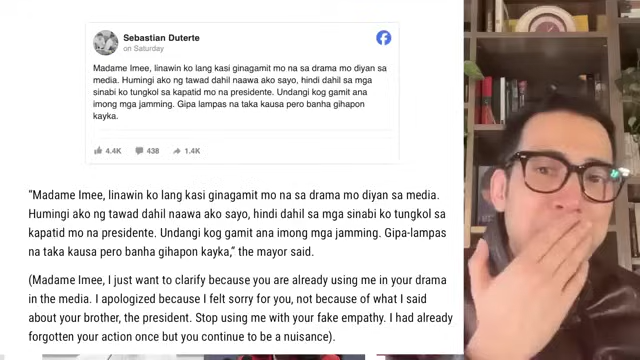 Sebastian Duterte
on Saturday
Madame Imee, linawin ko lang kasi ginagamit mo na sa drama mo diyan sa
media. Humingi ako ng tawad dahil naawa ako sayo, hindi dahil sa mga
sinabi ko tungkol sa kapatid mo na presidente. Undangi kog gamit ana
imong mga jamming. Gipa lampas na taka kausa pero banha gihapon
kayka.
4.4K 438 1.4K
“Madame Imee, linawin ko lang kasi ginagamit mo na sa drama mo diyan sa media.
Humingi ako ng tawad dahil naawa ako sayo, hindi dahil sa mga sinabi ko tungkol sa
kapatid mo na presidente. Undangi kog gamit ana imong mga jamming. Gipa-lampas
na taka kausa pero banha gihapon kayka,” the mayor said.
(Madame Imee, I just want to clarify because you are already using me in your drama
in the media. I apologized because I felt sorry for you, not because of what I said
about your brother, the president. Stop using me with your fake empathy. I had already
forgotten your action once but you continue to be a nuisance).